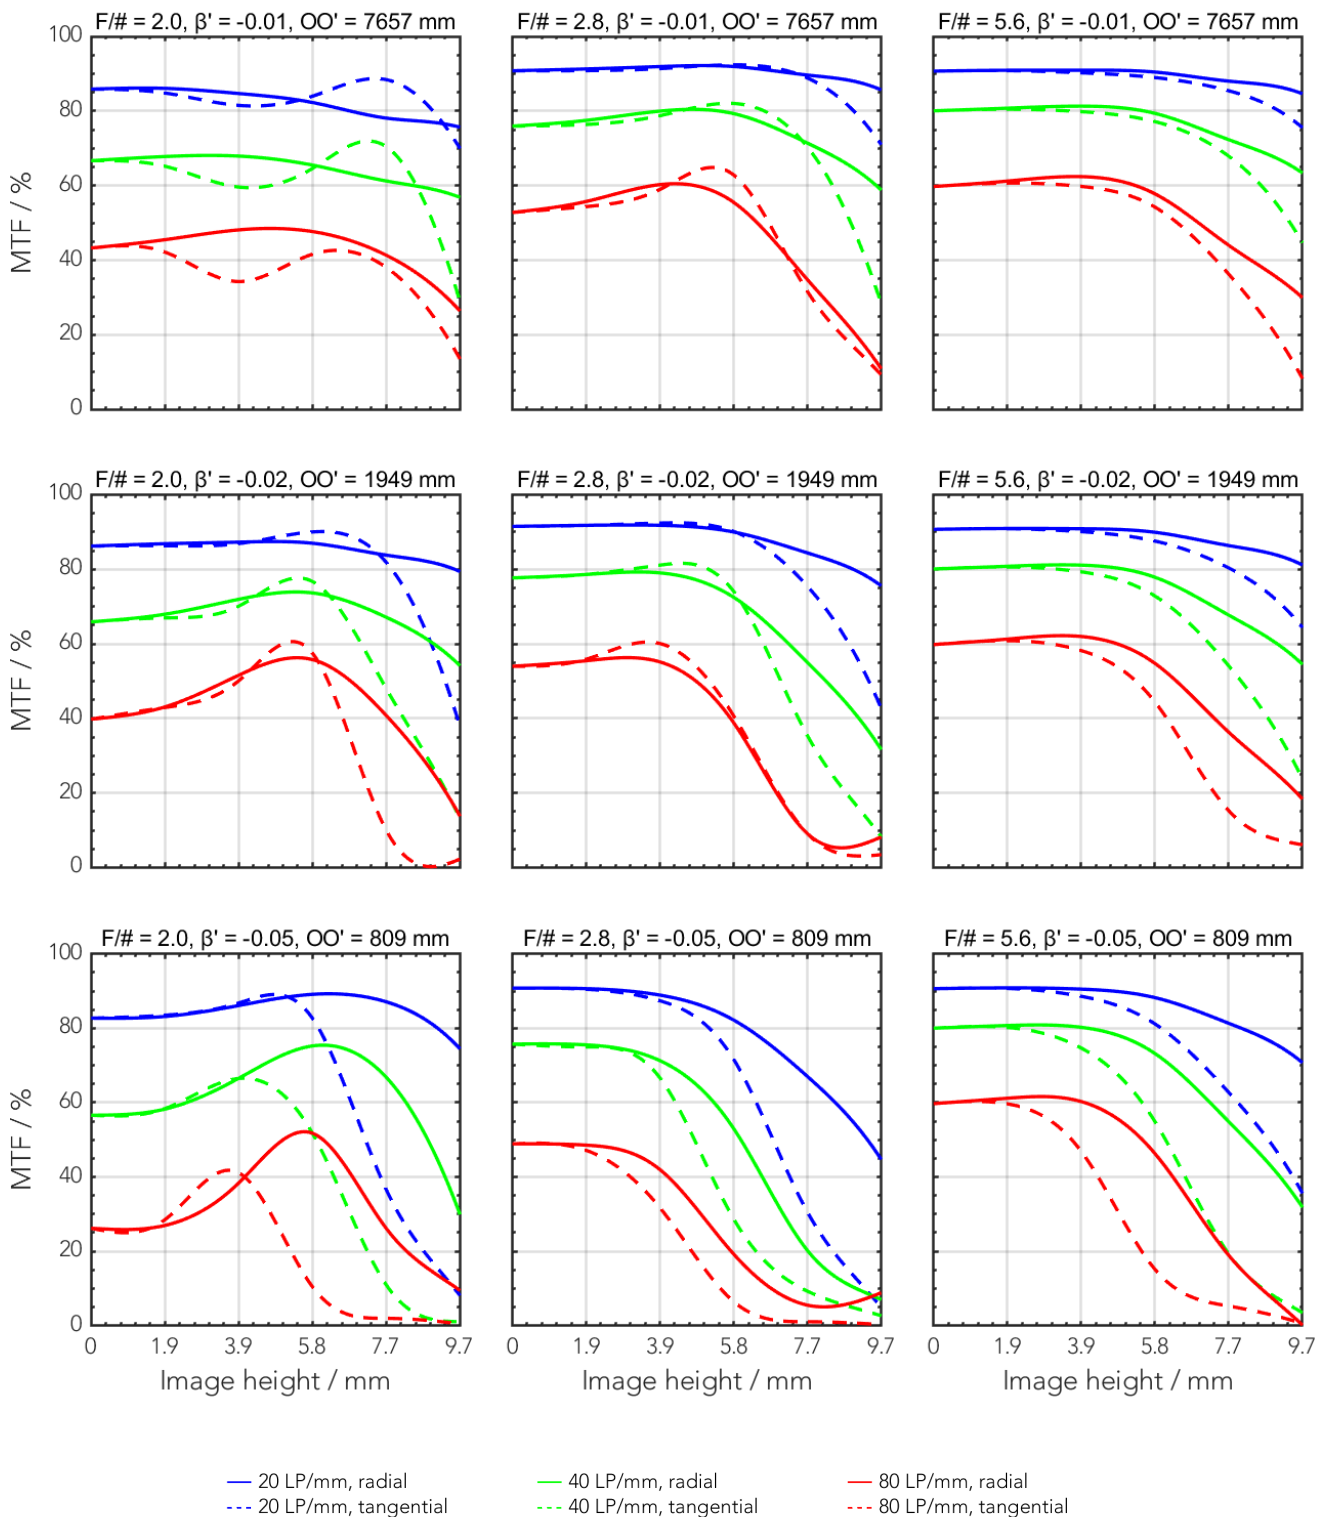 F/# = 2.0, β' = -0.01, OO' = 7657 mm
F/# = 2.8, β' = -0.01, OO' = 7657 mm
F/# = 5.6, β' = -0.01, OO' = 7657 mm
100
80
60
40
20
0
MTF / %
F/# = 2.0, β' = -0.02, OO' = 1949 mm
F/# = 2.8, β' = -0.02, OO' = 1949 mm
F/# = 5.6, β' = -0.02, OO' = 1949 mm
100
80
60
40
20
0
MTF / %
F/# = 2.0, β' = -0.05, OO' = 809 mm
F/# = 2.8, β' = -0.05, OO' = 809 mm
F/# = 5.6, β' = -0.05, OO' = 809 mm
100
80
60
40
20
0
MTF / %
0 1.9 3.9 5.8 7.7 9.7
0 1.9 3.9 5.8 7.7 9.7
0 1.9 3.9 5.8 7.7 9.7
Image height / mm
Image height / mm
Image height / mm
20 LP/mm, radial
20 LP/mm, tangential
40 LP/mm, radial
40 LP/mm, tangential
80 LP/mm, radial
80 LP/mm, tangential